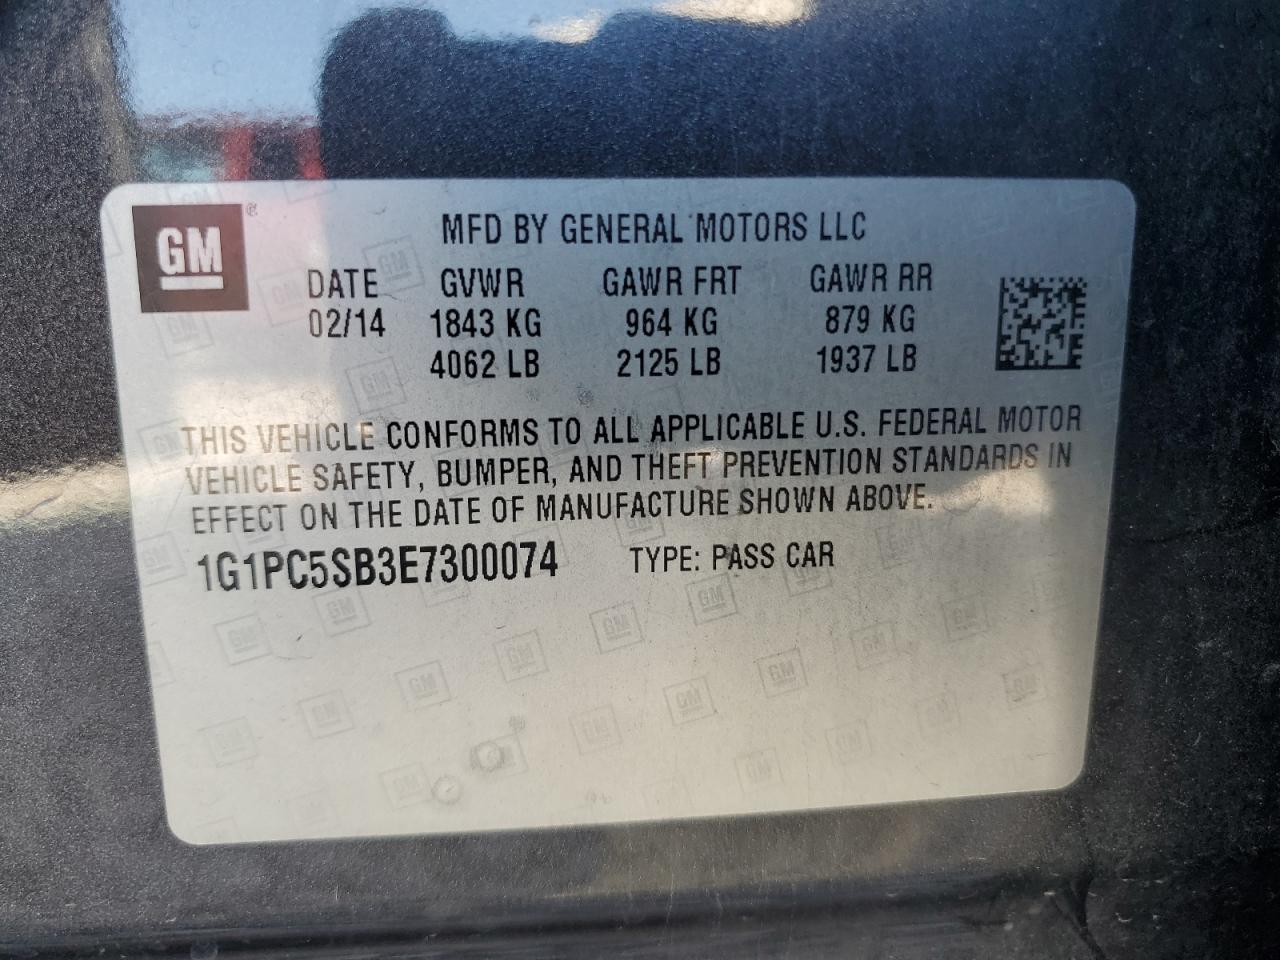 GM ® MFD BY GENERAL MOTORS LLC
DATE GVWR GAWR FRT GAWR RR
02/14 1843 KG 964 KG 879 KG
4062 LB 2125 LB 1937 LB
THIS VEHICLE CONFORMS TO ALL APPLICABLE U.S. FEDERAL MOTOR
VEHICLE SAFETY, BUMPER, AND THEFT PREVENTION STANDARDS IN
EFFECT ON THE DATE OF MANUFACTURE SHOWN ABOVE.
1G1PC5SB3E7300074 TYPE: PASS CAR